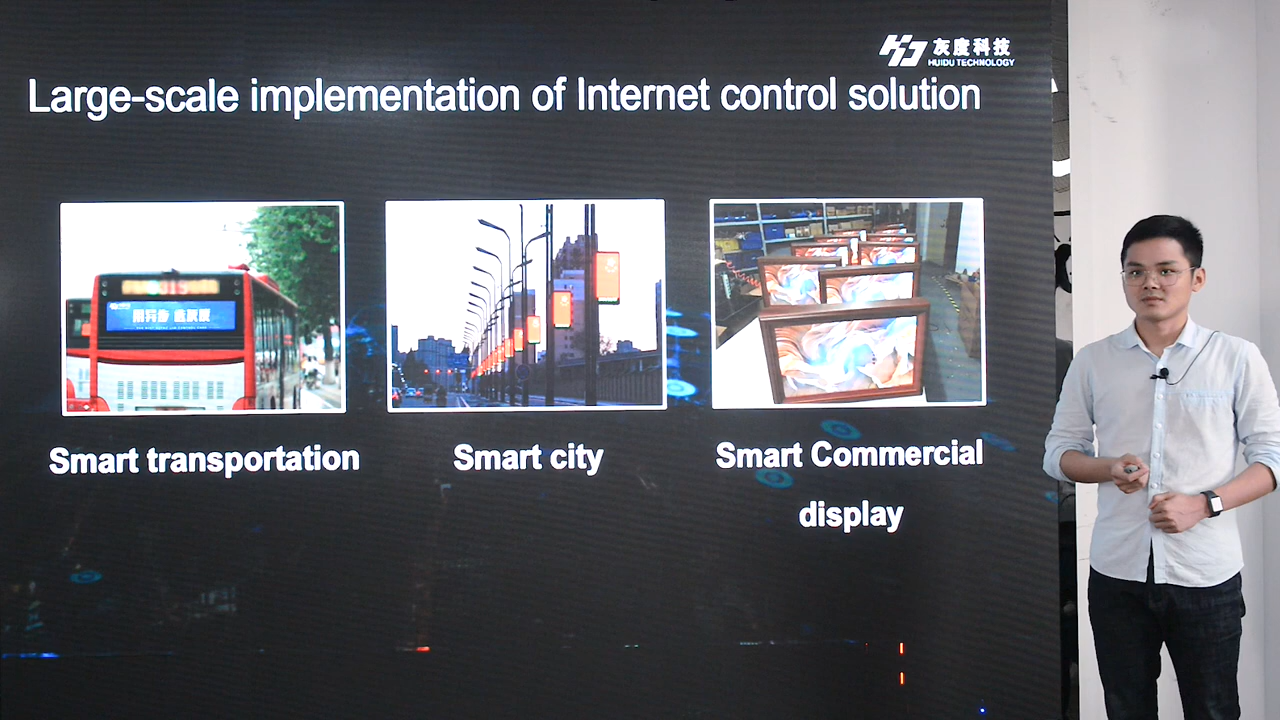 灰度科技
HUIDU TECHNOLOGY
Large-scale implementation of Internet control solution
Smart transportation
Smart city
Smart Commercial
display